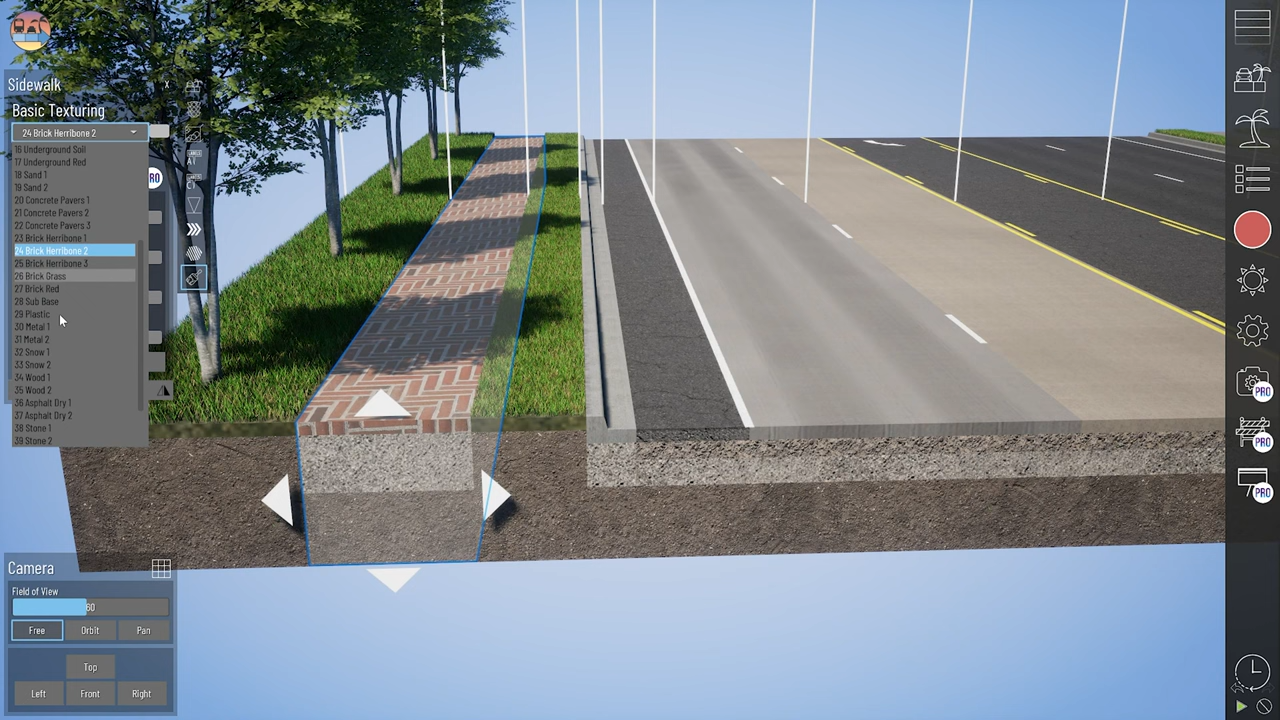 Sidewalk
X
Basic Texturing
24 Brick Herribone 2
16 Underground Soil
17 Underground Red
18 Sand 1
19 Sand 2
20 Concrete Pavers 1
21 Concrete Pavers 2
22 Concrete Pavers 3
23 Brick Herribone 1
24 Brick Herribone 2
25 Brick Herribone 3
26 Brick Grass
27 Brick Red
28 Sub Base
29 Plastic
30 Metal 1
31 Metal 2
32 Snow 1
33 Snow 2
34 Wood 1
35 Wood 2
36 Asphalt Dry 1
37 Asphalt Dry 2
38 Stone 1
39 Stone 2
RO
PRO
PRO
PRO
Camera
Field of View
60
Free Orbit Pan
Top
Left Front Right